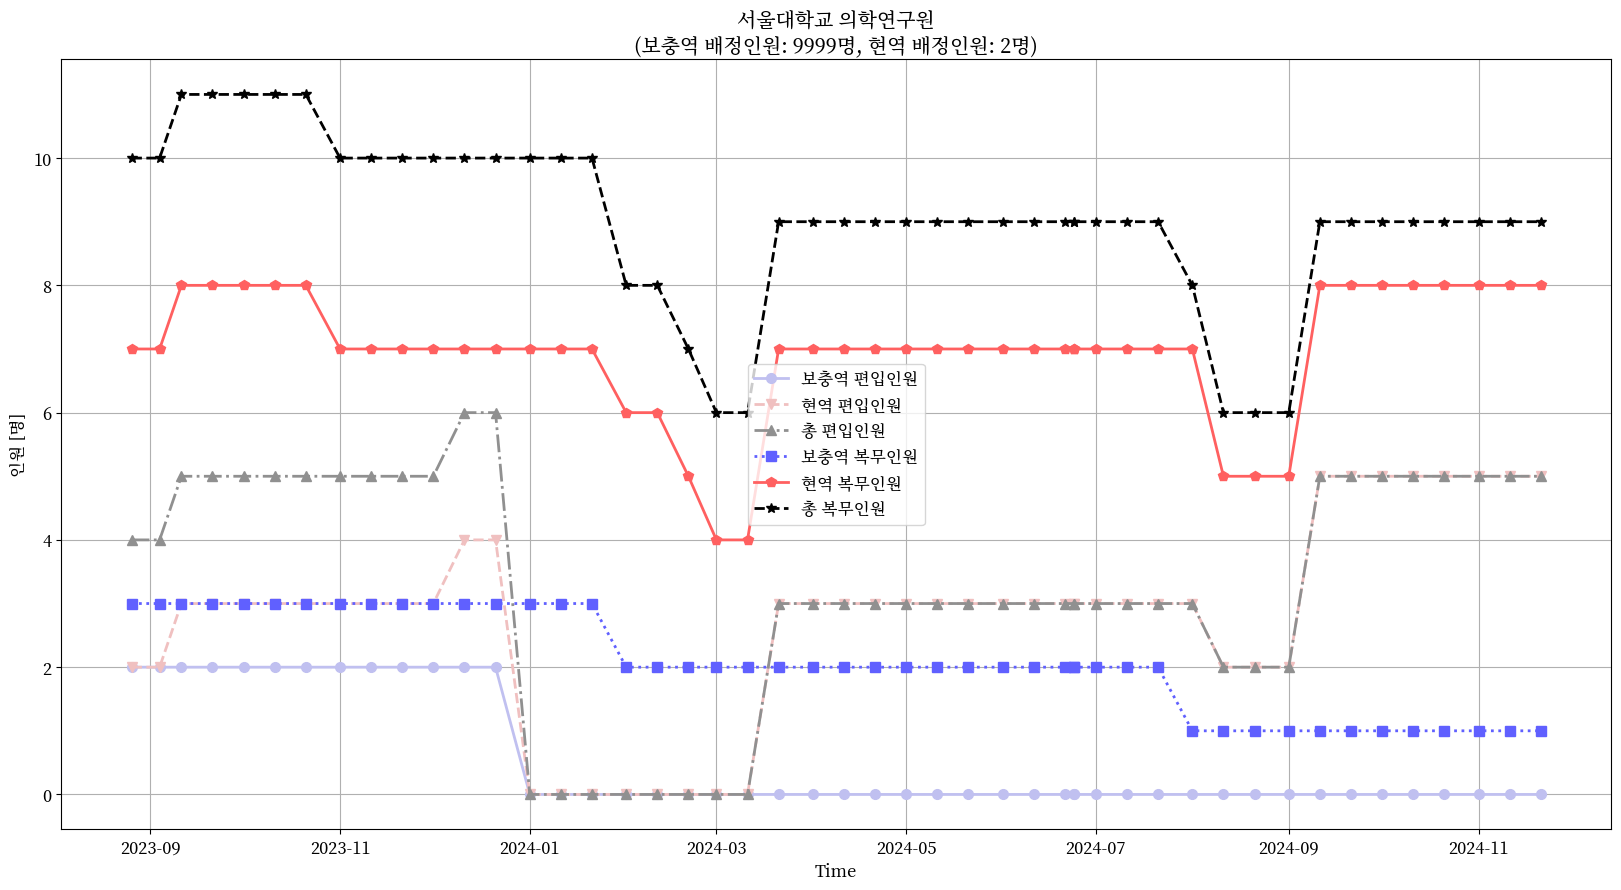 서울대학교 의학연구원
(보충역 배정인원: 9999명, 현역 배정인원: 2명)
인원 [명]
10
8
6
4
2
0
보충역 편입인원
현역 편입인원
총 편입인원
보충역 복무인원
현역 복무인원
총 복무인원
2023-09
2023-11
2024-01
2024-03
2024-05
2024-07
2024-09
2024-11
Time